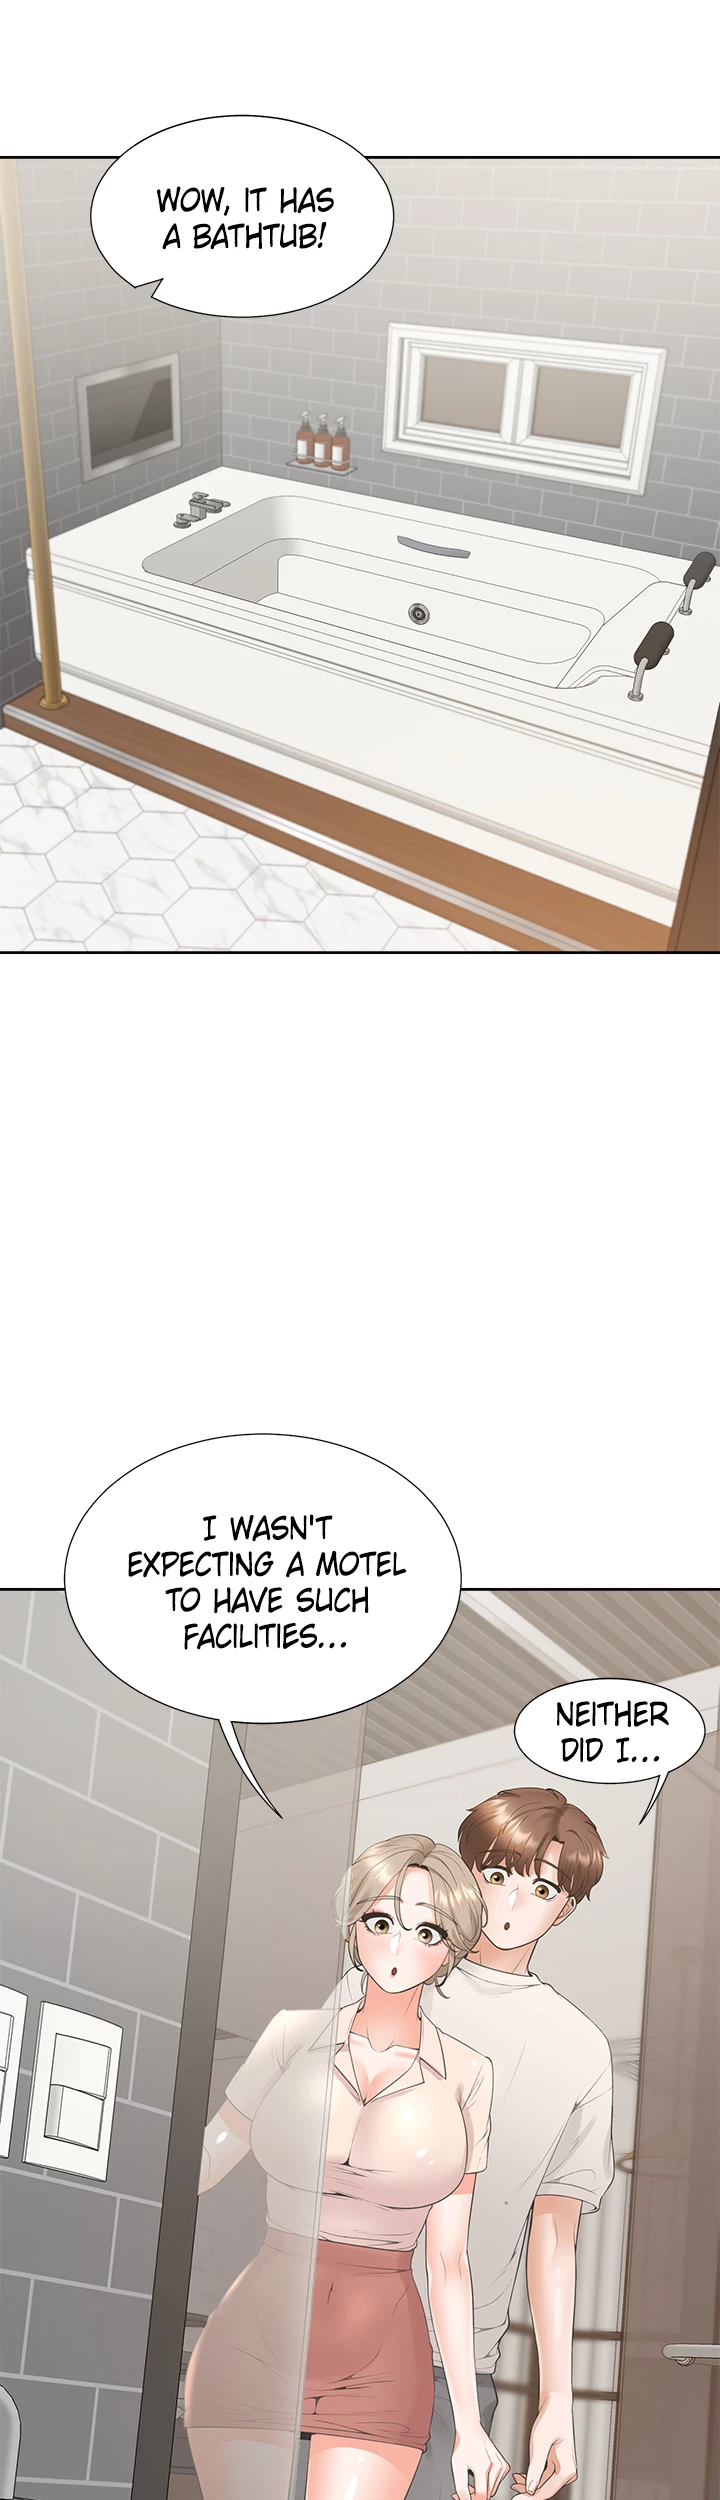 WOW, IT HAS
A BATHTUB!
I WASN'T
EXPECTING A MOTEL
TO HAVE SUCH
FACILITIES...
NEITHER
DID I...